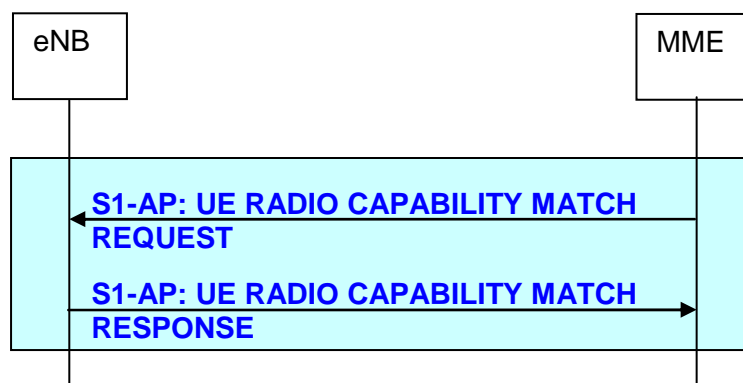 eNB
MME
S1-AP: UE RADIO CAPABILITY MATCH
REQUEST
S1-AP: UE RADIO CAPABILITY MATCH
RESPONSE